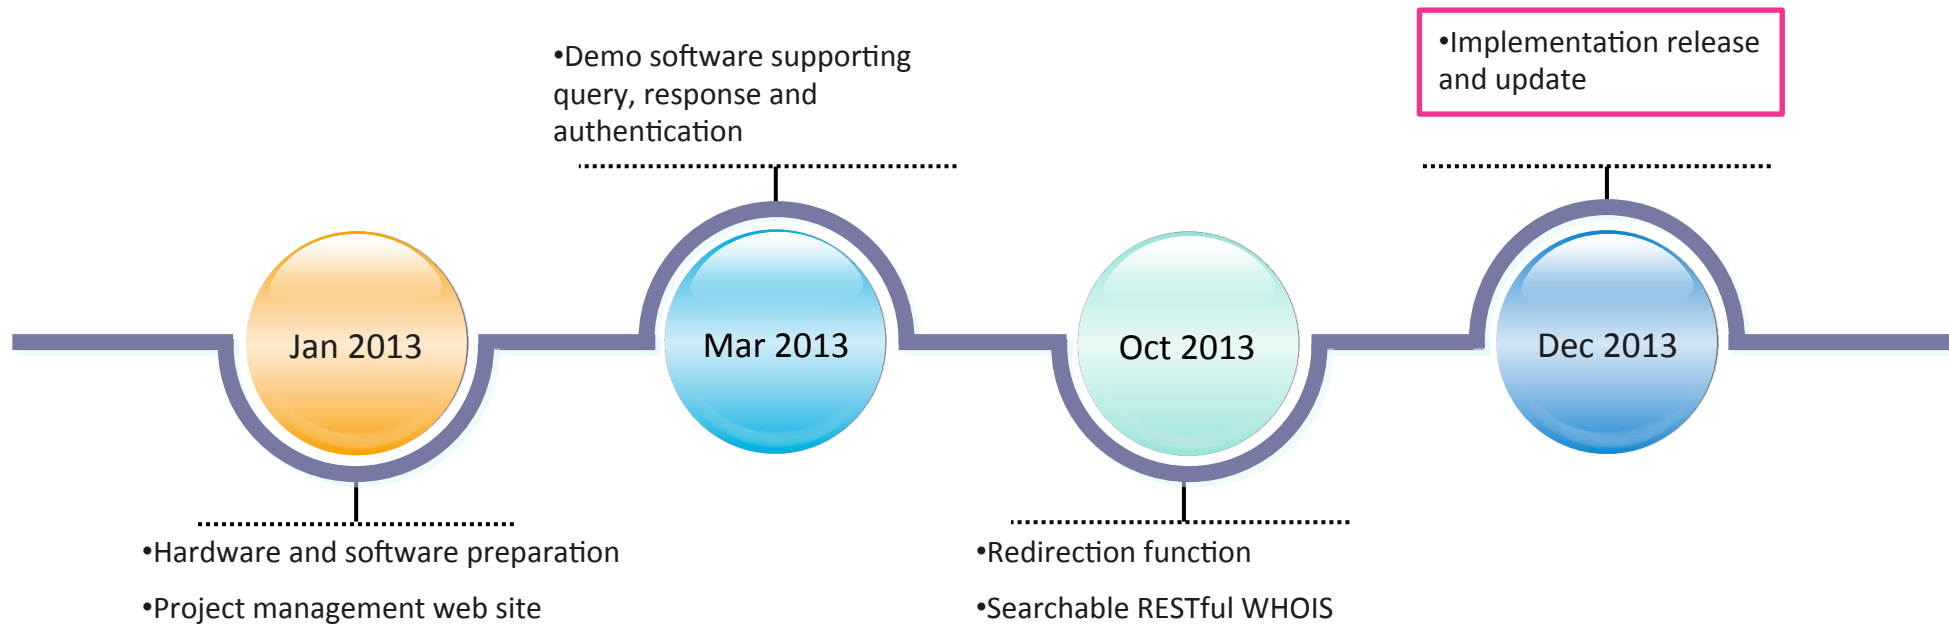 •Demo software supporting
query, response and
authentication
•Implementation release
and update
Jan 2013
Mar 2013
Oct 2013
Dec 2013
•Hardware and software preparation
•Project management web site
•Redirection function
•Searchable RESTful WHOIS